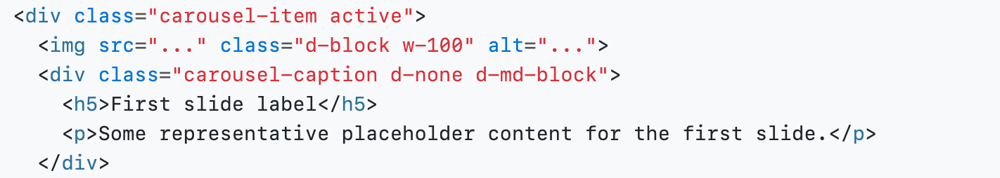 <div class="carousel-item active">
  <img src="..." class="d-block w-100" alt="...">
  <div class="carousel-caption d-none d-md-block">
    <h5>First slide label</h5>
    <p>Some representative placeholder content for the first slide.</p>
  </div>